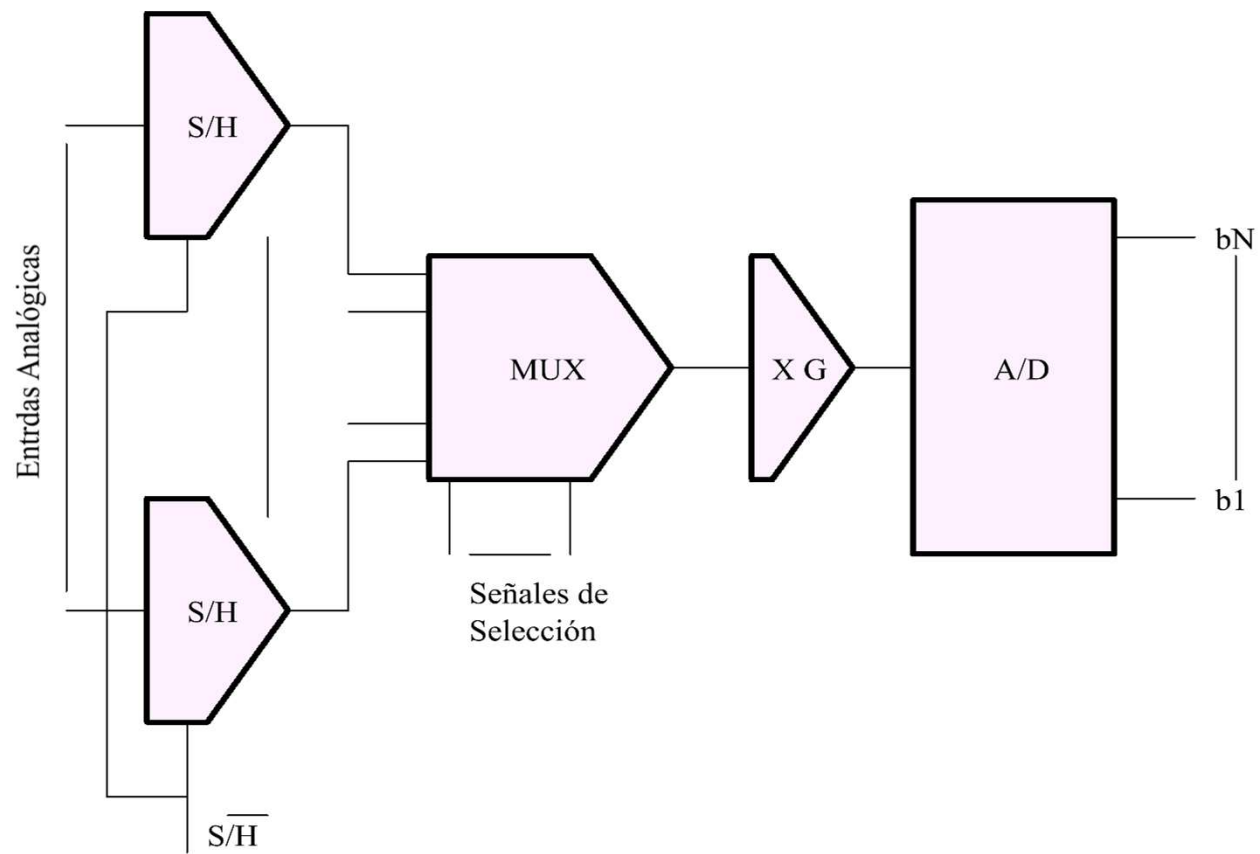 S/H
Entrdas Analógicas
bN
MUX
X G
A/D
b1
S/H
Señales de
Selección
S/H̅